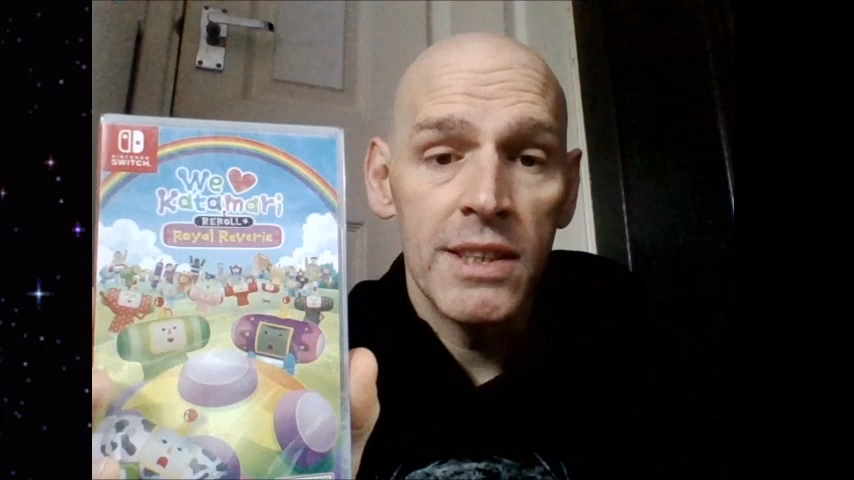 NINTENDO
SWITCH
We ♥
Katamari
REROLL+
Royal Reverie